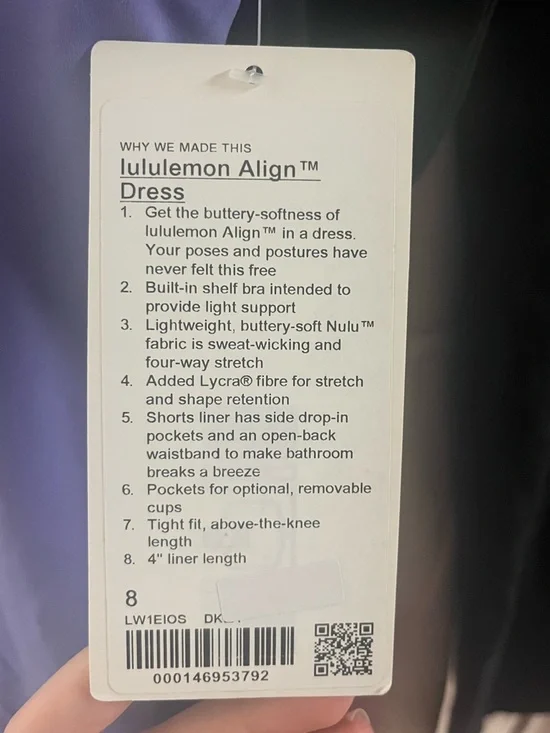 WHY WE MADE THIS
lululemon Align™
Dress
1. Get the buttery-softness of
lululemon Align™ in a dress.
Your poses and postures have
never felt this free
2. Built-in shelf bra intended to
provide light support
3. Lightweight, buttery-soft Nulu™
fabric is sweat-wicking and
four-way stretch
4. Added Lycra® fibre for stretch
and shape retention
5. Shorts liner has side drop-in
pockets and an open-back
waistband to make bathroom
breaks a breeze
6. Pockets for optional, removable
cups
7. Tight fit, above-the-knee
length
8. 4" liner length
8
LW1EIOS
000146953792